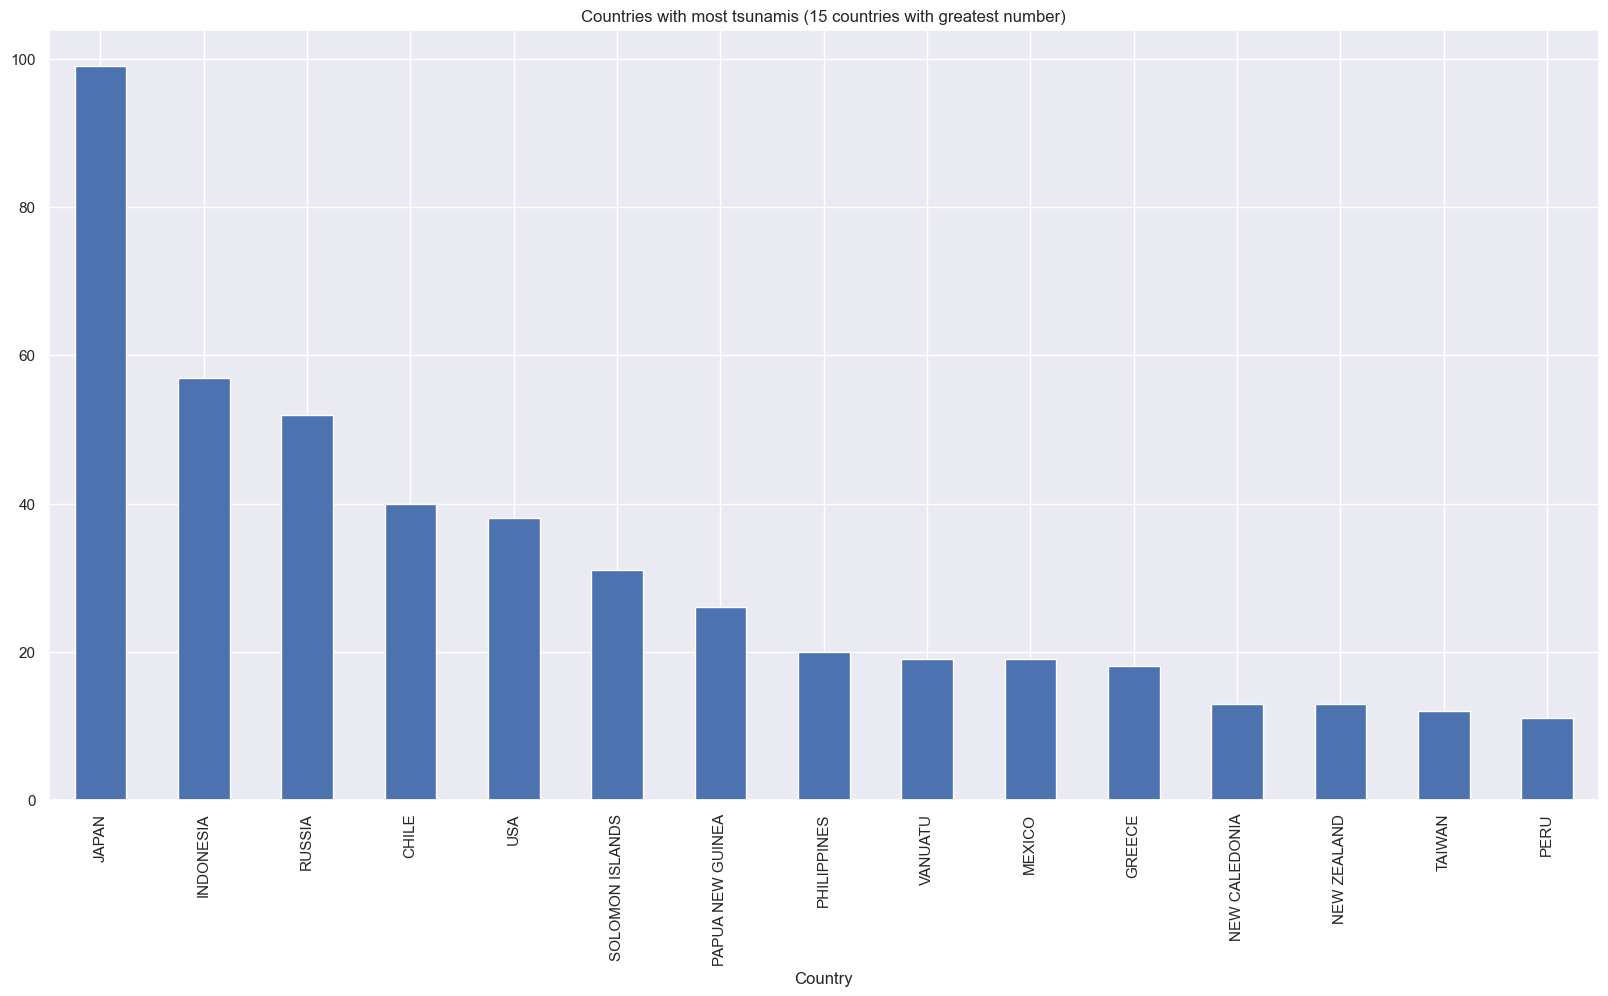 Countries with most tsunamis (15 countries with greatest number)
100
80
60
40
20
0
JAPAN
INDONESIA
RUSSIA
CHILE
USA
SOLOMON ISLANDS
PAPUA NEW GUINEA
PHILIPPINES
VANUATU
MEXICO
GREECE
NEW CALEDONIA
NEW ZEALAND
TAIWAN
PERU
Country